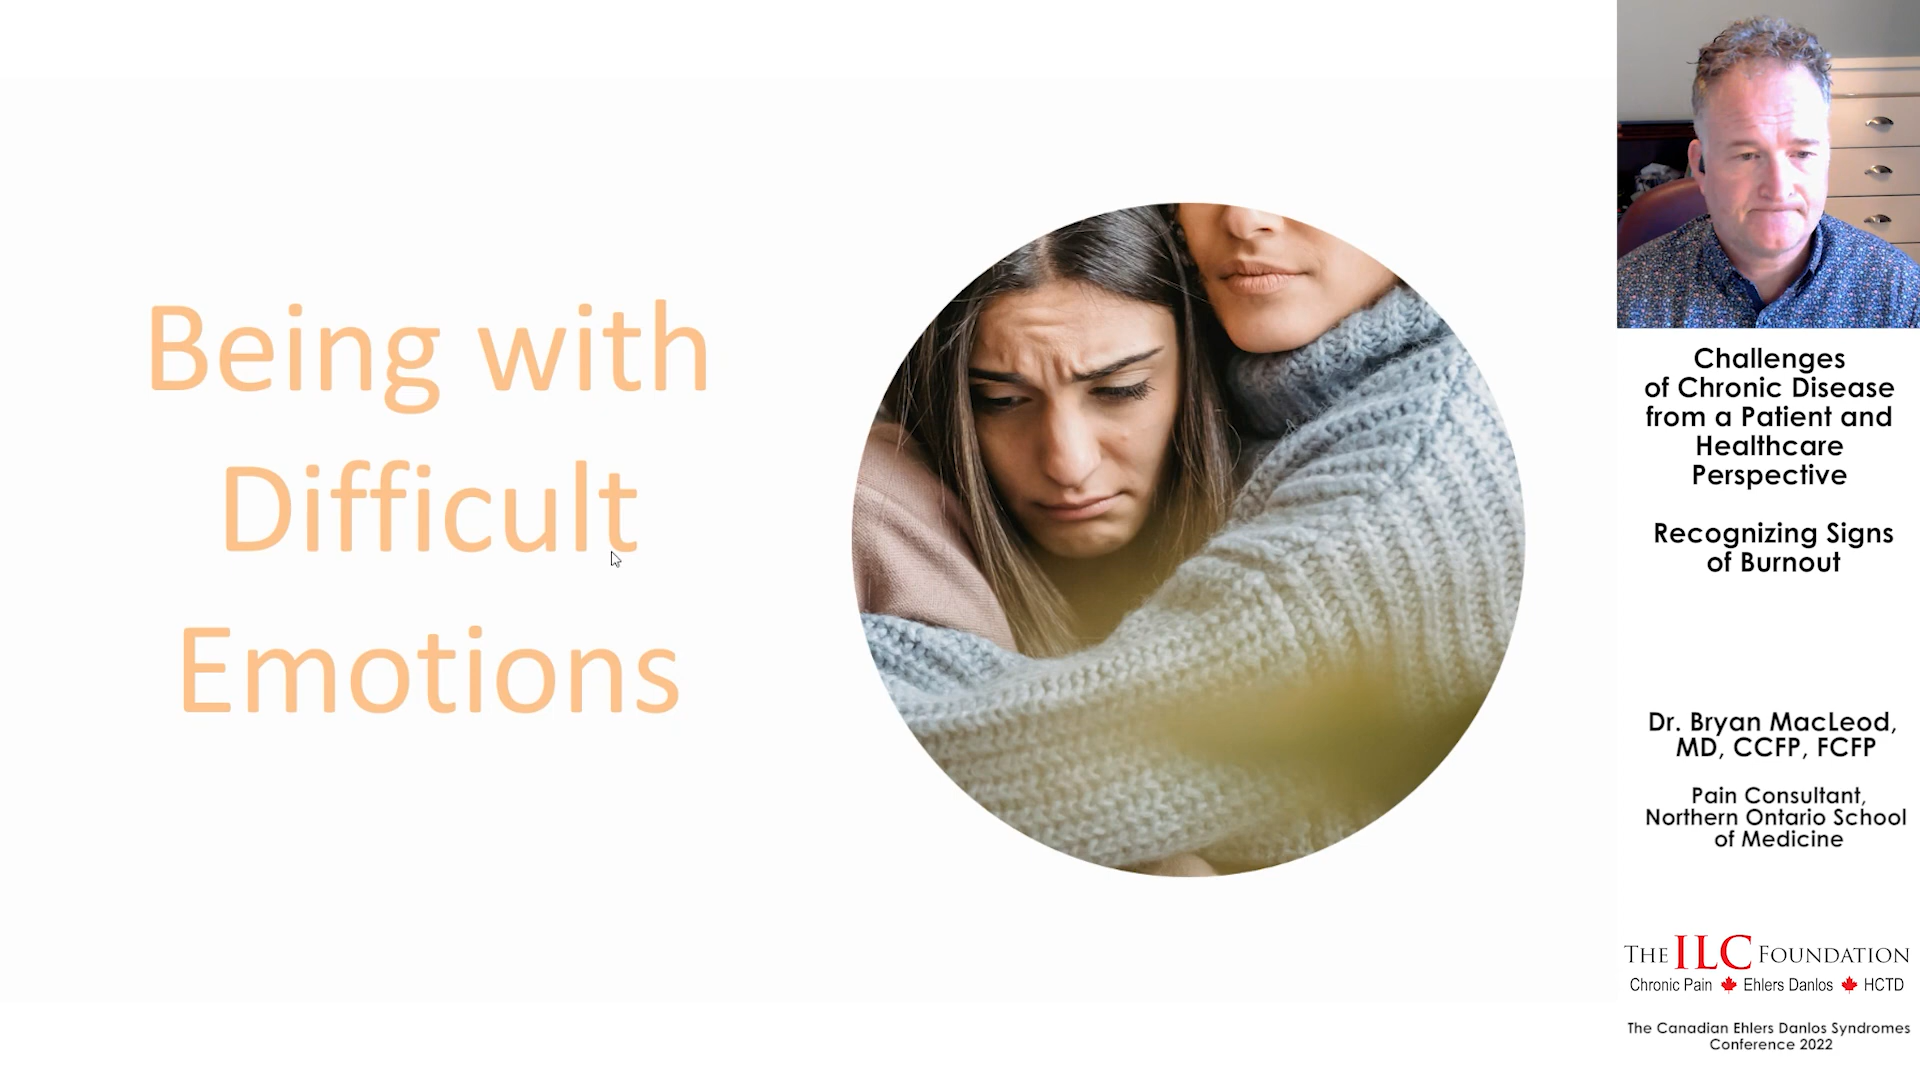 Being with
Difficult
Emotions
Challenges
of Chronic Disease
from a Patient and
Healthcare
Perspective
Recognizing Signs
of Burnout
Dr. Bryan MacLeod,
MD, CCFP, FCFP
Pain Consultant,
Northern Ontario School
of Medicine
THE ILC FOUNDATION
Chronic Pain Ehlers Danlos HCTD
The Canadian Ehlers Danlos Syndromes
Conference 2022